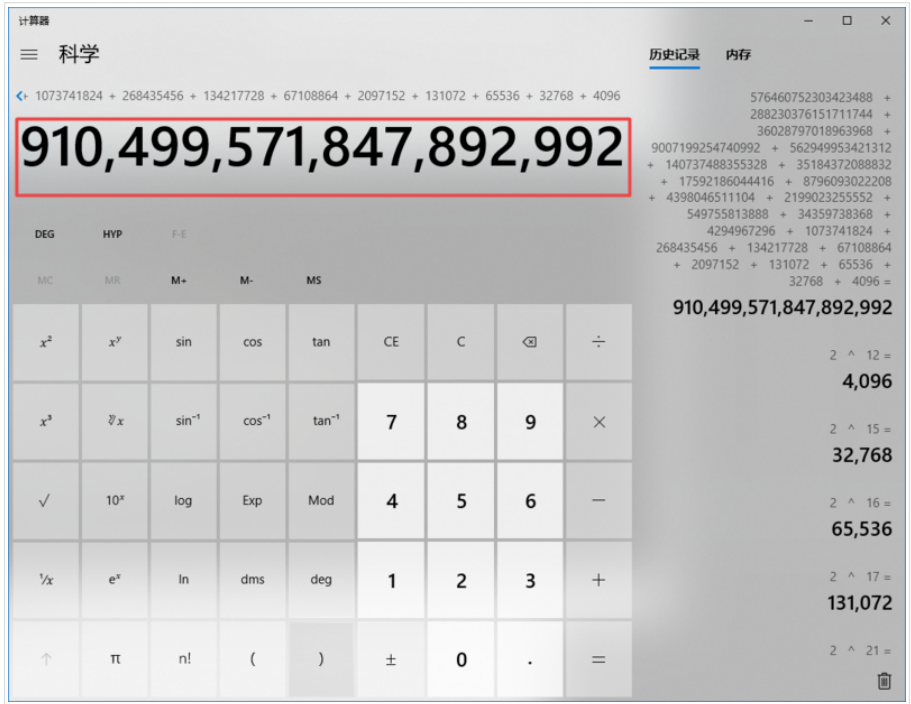 计算器
科学
历史记录 内存
1073741824 + 268435456 + 134217728 + 67108864 + 2097152 + 131072 + 65536 + 32768 + 4096
910,499,571,847,892,992
DEG HYP F-E
MC MR M+ M- MS
x² xʸ sin cos tan CE C ÷
x³ ʸ√x sin⁻¹ cos⁻¹ tan⁻¹ 7 8 9 ×
√ 10ˣ log Exp Mod 4 5 6 −
¹/x eˣ ln dms deg 1 2 3 +
↑ π n! ( ) ± 0 . =
576460752303423488 +
288230376151711744 +
36028797018963968 +
9007199254740992 + 562949953421312
+ 140737488355328 + 35184372088832
+ 17592186044416 + 8796093022208
+ 4398046511104 + 2199023255552 +
549755813888 + 34359738368 +
4294967296 + 1073741824 +
268435456 + 134217728 + 67108864
+ 2097152 + 131072 + 65536 +
32768 + 4096 =
910,499,571,847,892,992
2 ^ 12 =
4,096
2 ^ 15 =
32,768
2 ^ 16 =
65,536
2 ^ 17 =
131,072
2 ^ 21 =